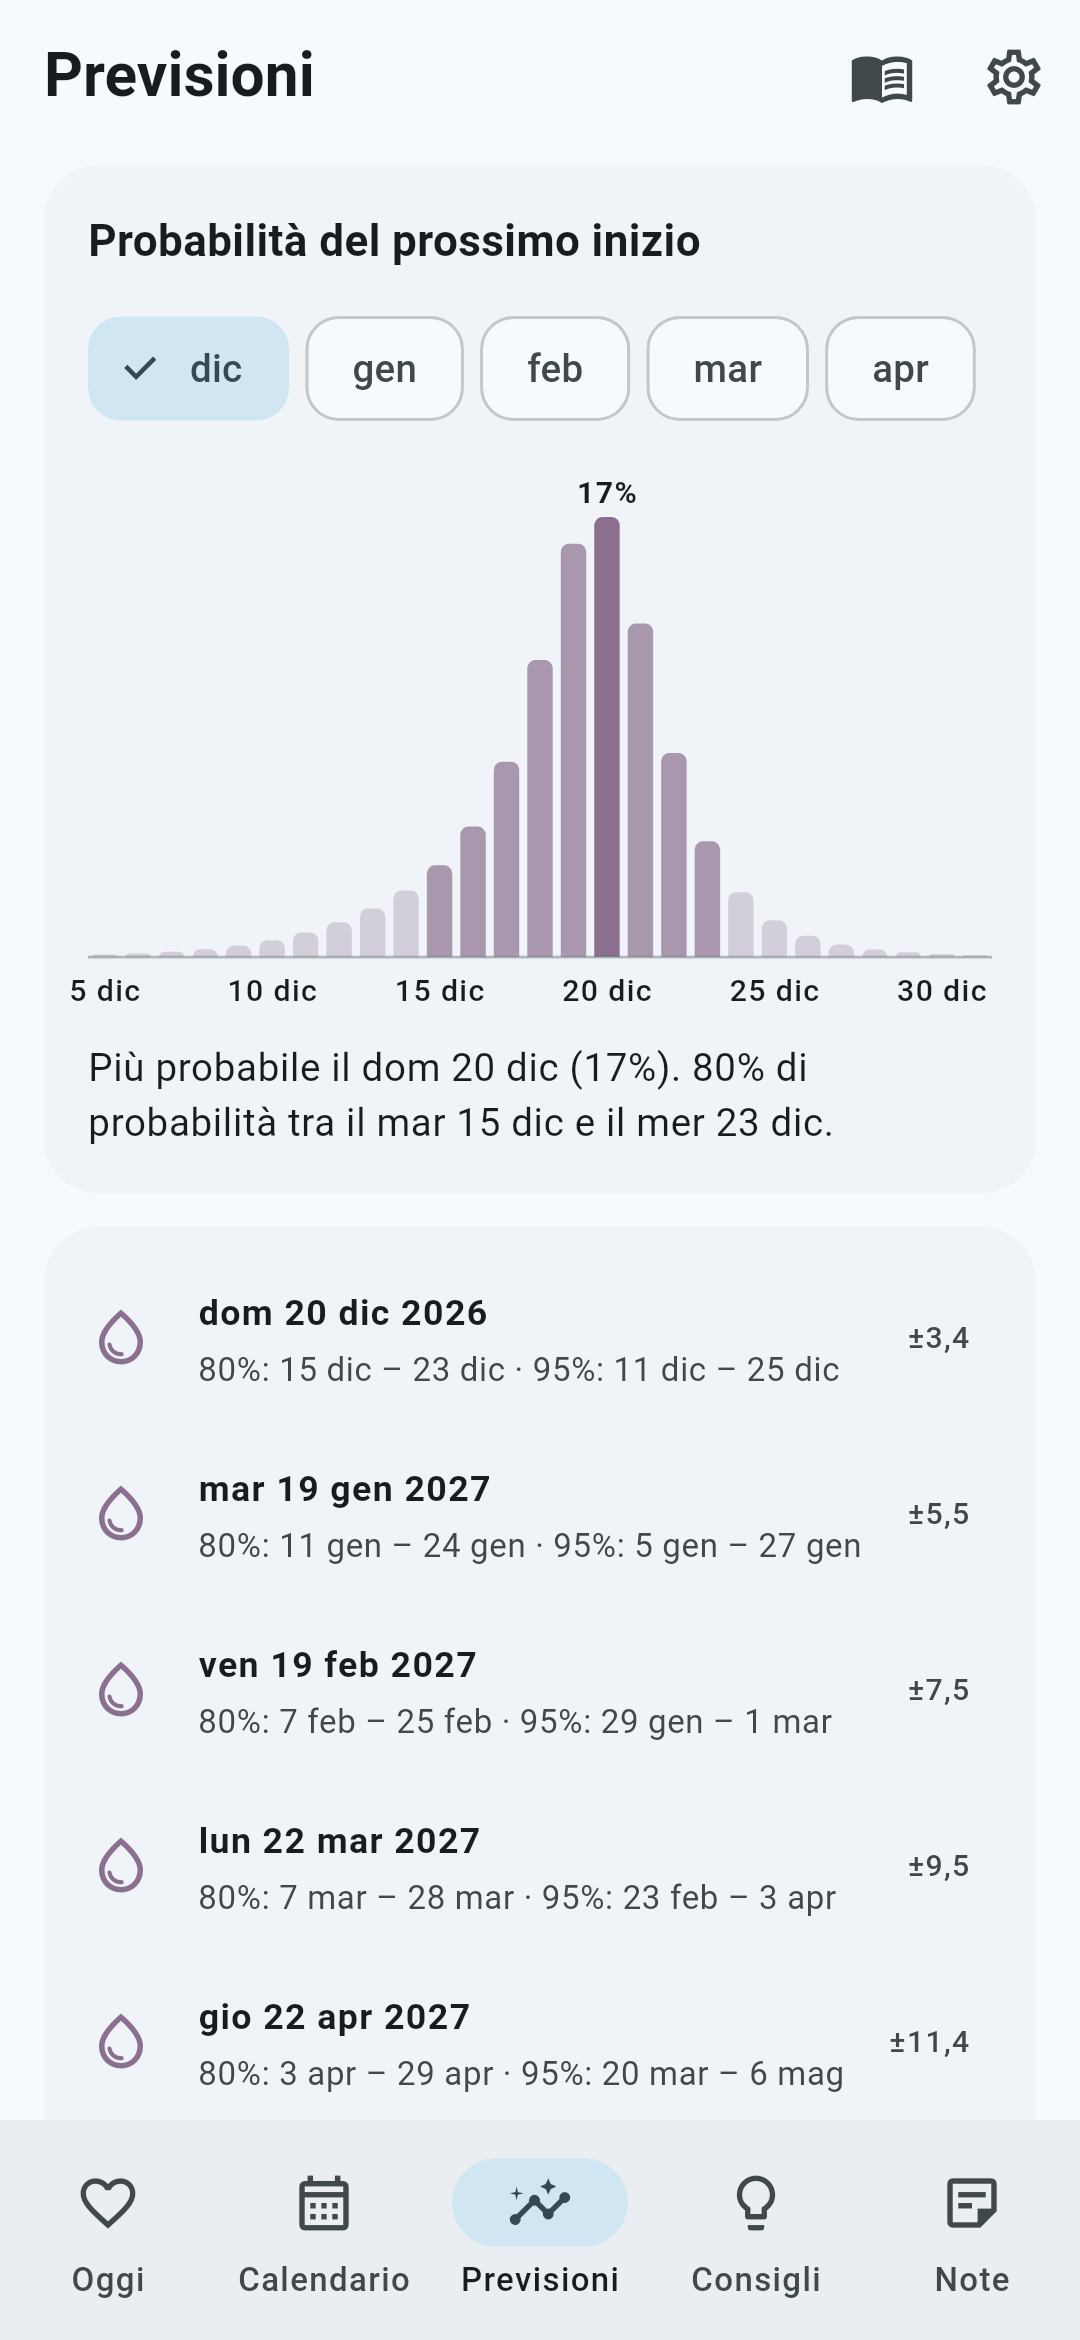 Previsioni
Probabilità del prossimo inizio
dic
gen
feb
mar
apr
17%
5 dic
10 dic
15 dic
20 dic
25 dic
30 dic
Più probabile il dom 20 dic (17%). 80% di
probabilità tra il mar 15 dic e il mer 23 dic.
dom 20 dic 2026
80%: 15 dic – 23 dic · 95%: 11 dic – 25 dic
±3,4
mar 19 gen 2027
80%: 11 gen – 24 gen · 95%: 5 gen – 27 gen
±5,5
ven 19 feb 2027
80%: 7 feb – 25 feb · 95%: 29 gen – 1 mar
±7,5
lun 22 mar 2027
80%: 7 mar – 28 mar · 95%: 23 feb – 3 apr
±9,5
gio 22 apr 2027
80%: 3 apr – 29 apr · 95%: 20 mar – 6 mag
±11,4
Oggi
Calendario
Previsioni
Consigli
Note